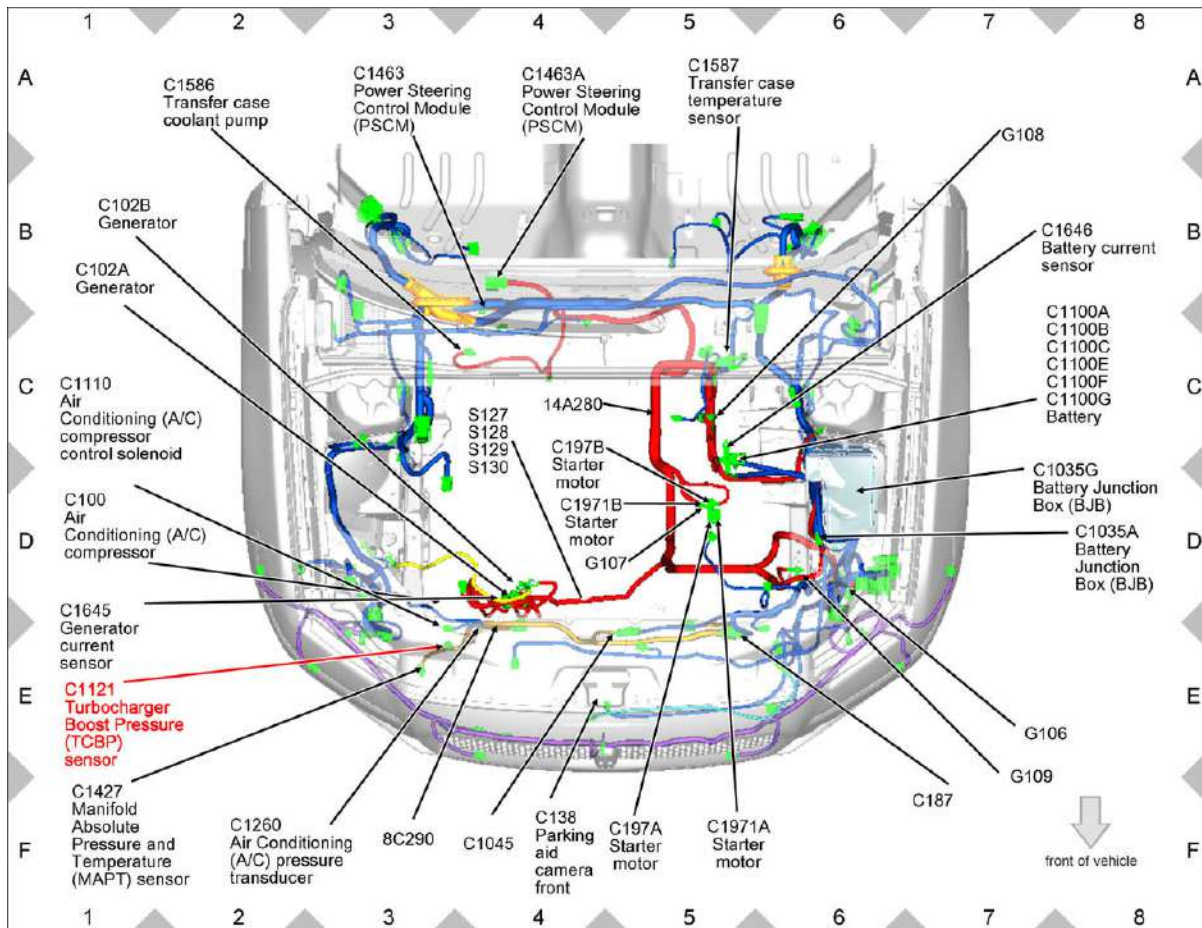 1 2 3 4 5 6 7 8
A
A
C1586
Transfer case
coolant pump
C1463
Power Steering
Control Module
(PSCM)
C1463A
Power Steering
Control Module
(PSCM)
C1587
Transfer case
temperature
sensor
G108
B
B
C102B
Generator
C102A
Generator
C1646
Battery current
sensor
C1100A
C1100B
C1100C
C1100E
C1100F
C1100G
Battery
C
C
C1110
Air
Conditioning (A/C)
compressor
control solenoid
S127
S128
S129
S130
14A280
C197B
Starter
motor
C1971B
Starter
motor
G107
C1035G
Battery Junction
Box (BJB)
C1035A
Battery
Junction
Box (BJB)
D
D
C100
Air
Conditioning (A/C)
compressor
C1645
Generator
current
sensor
E
E
C1121
Turbocharger
Boost Pressure
(TCBP)
sensor
G106
G109
C187
C1427
Manifold
Absolute
Pressure and
Temperature
(MAPT) sensor
C1260
Air Conditioning
(A/C) pressure
transducer
8C290
C1045
C138
Parking
aid
camera
front
C197A
Starter
motor
C1971A
Starter
motor
F
F
front of vehicle
1 2 3 4 5 6 7 8